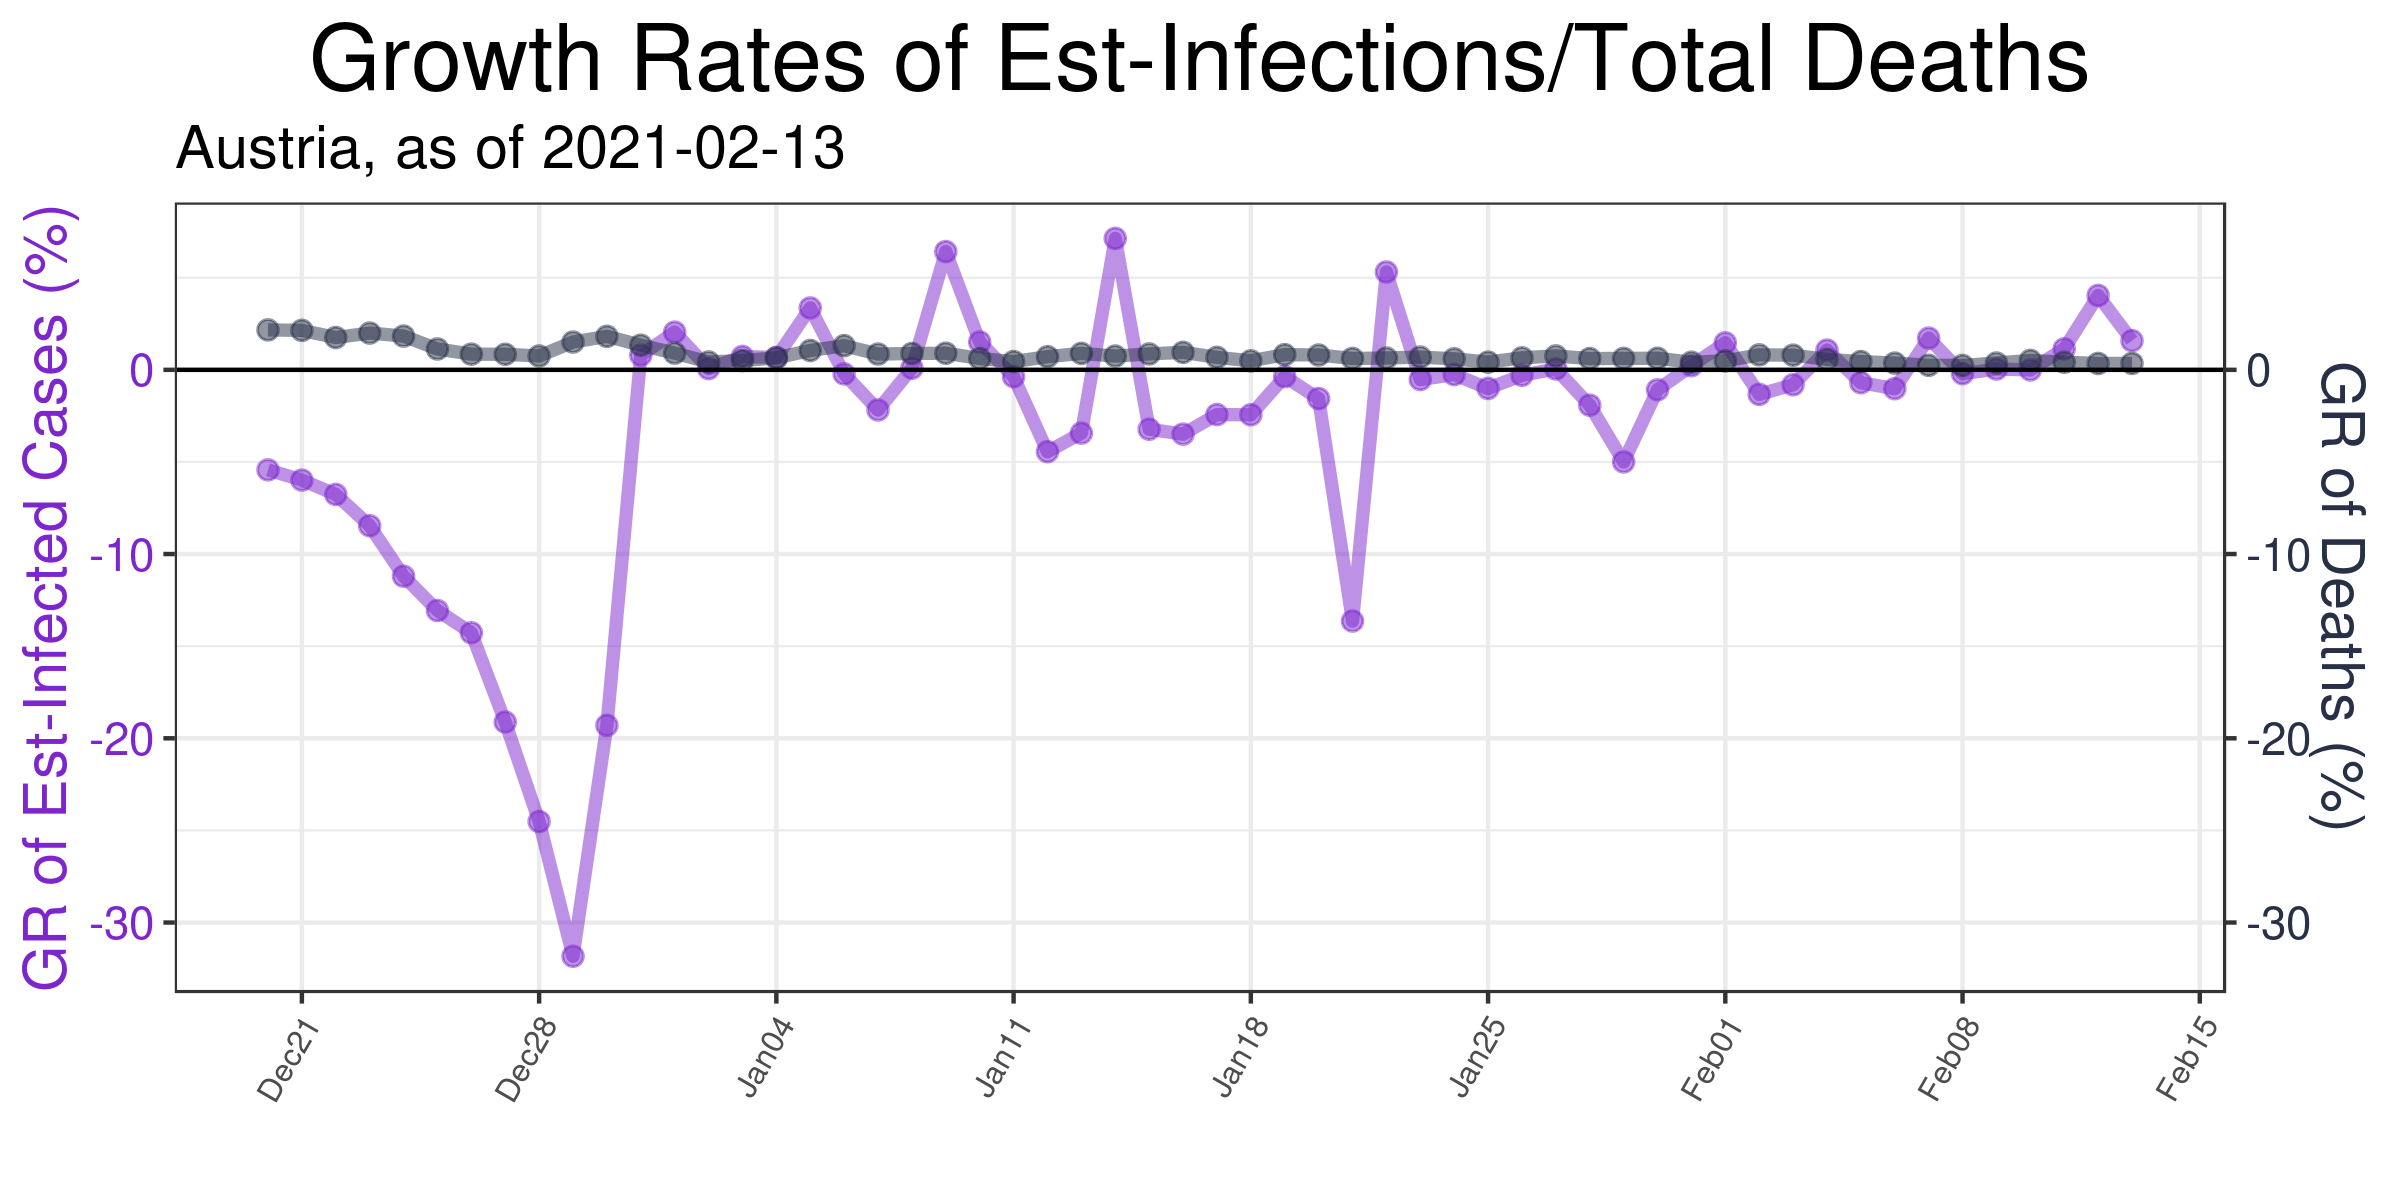 Growth Rates of Est-Infections/Total Deaths
Austria, as of 2021-02-13
GR of Est-Infected Cases (%)
0
-10
-20
-30
0
-10
-20
-30
GR of Deaths (%)
Dec21
Dec28
Jan04
Jan11
Jan18
Jan25
Feb01
Feb08
Feb15